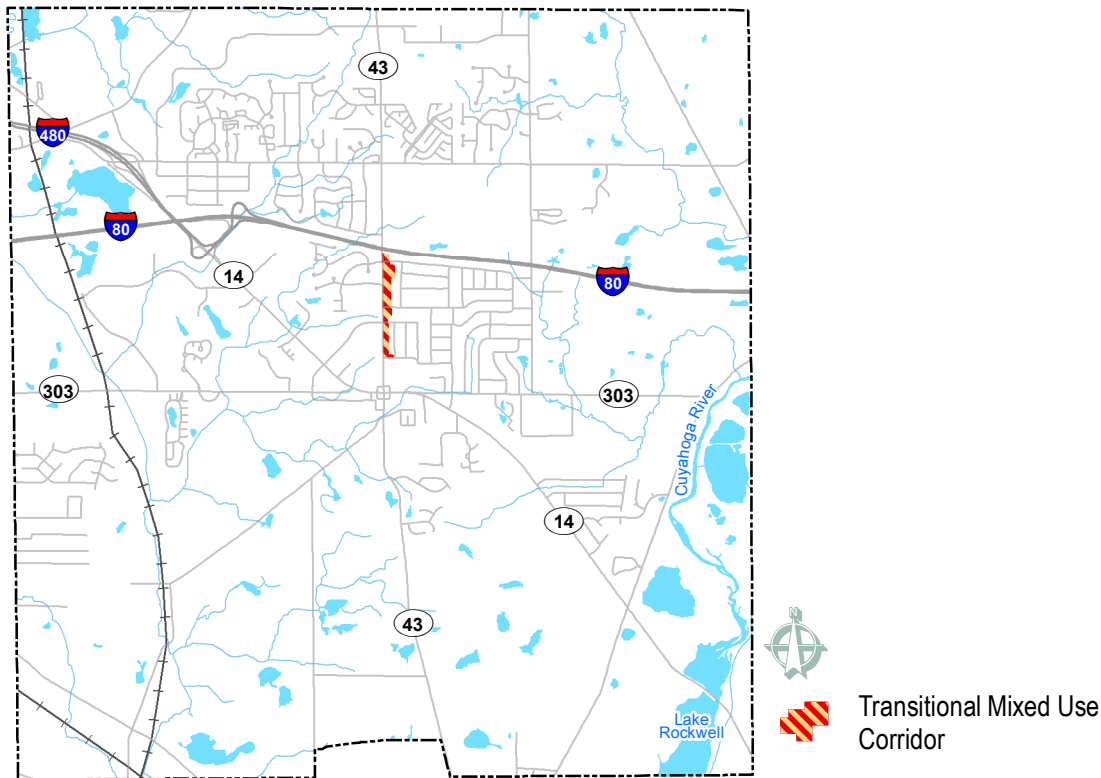 43
480
80
14
80
303
303
Cuyahoga River
14
43
Lake
Rockwell
N
Transitional Mixed Use
Corridor